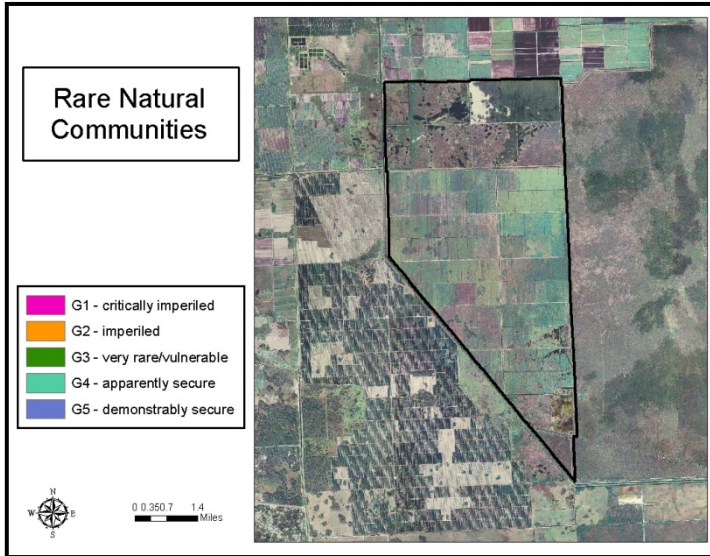 Rare Natural
Communities
G1 - critically imperiled
G2 - imperiled
G3 - very rare/vulnerable
G4 - apparently secure
G5 - demonstrably secure
N
W E
S
0 0.350.7 1.4
Miles